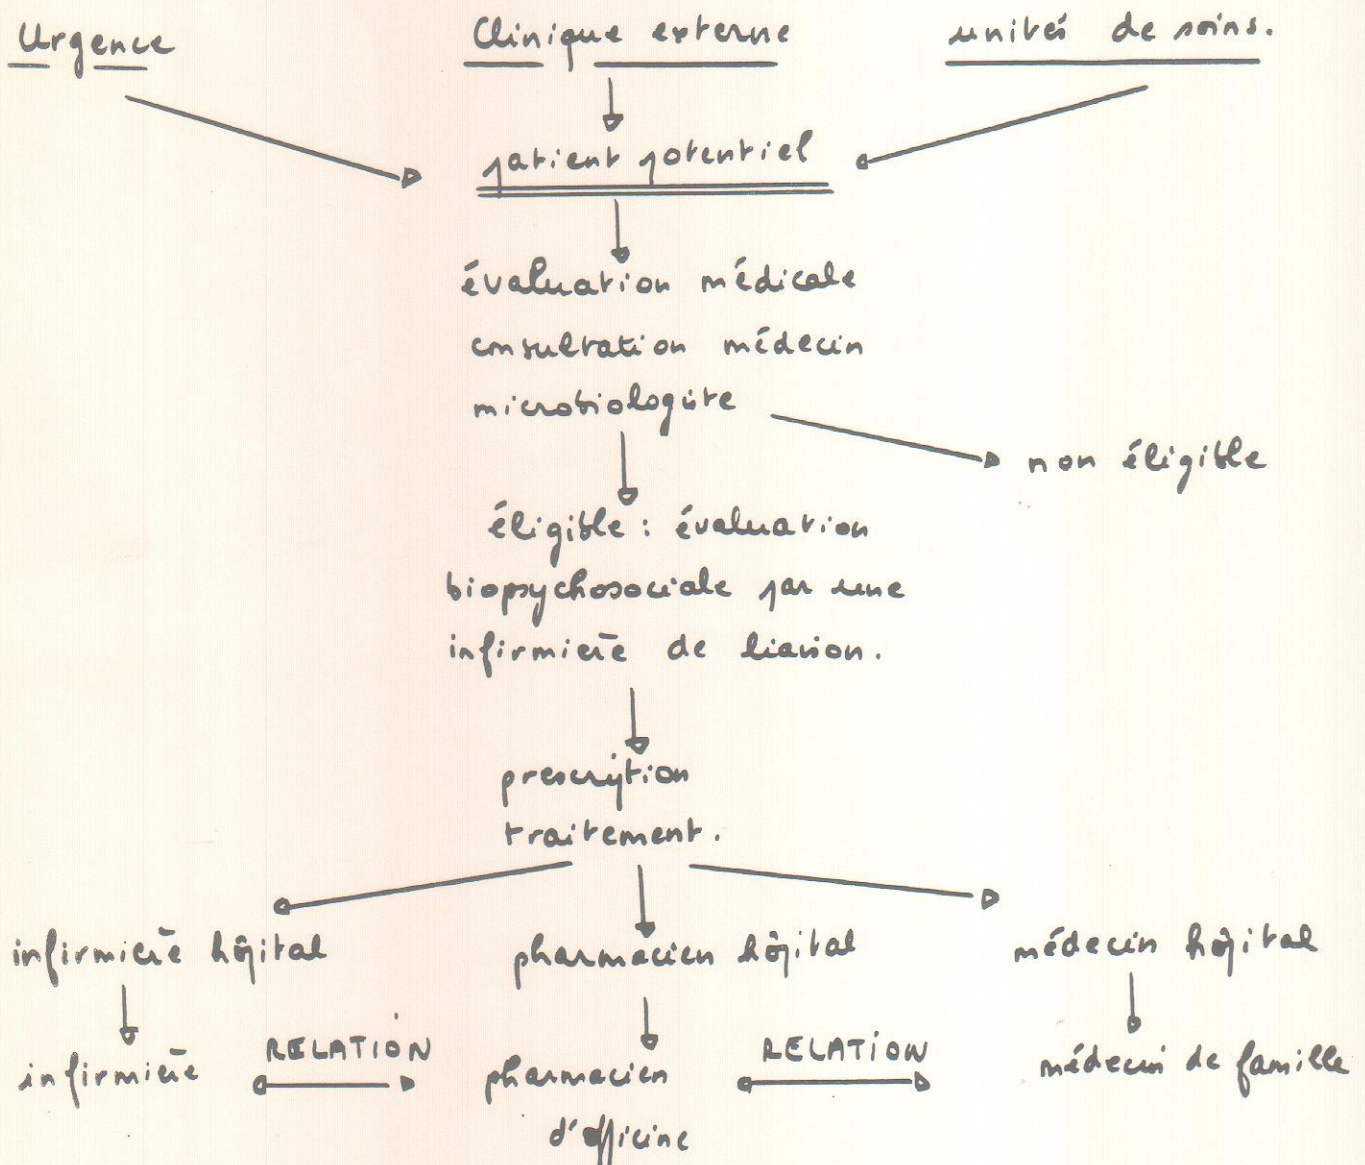 Urgence
Clinique externe
unités de soins.
patient potentiel
évaluation médicale
consultation médecin
microbiologiste
non éligible
éligible : évaluation
biopsychosociale par une
infirmière de liaison.
prescription
traitement.
infirmière hôpital
pharmacien hôpital
médecin hôpital
infirmière
RELATION
pharmacien
d'officine
RELATION
médecin de famille